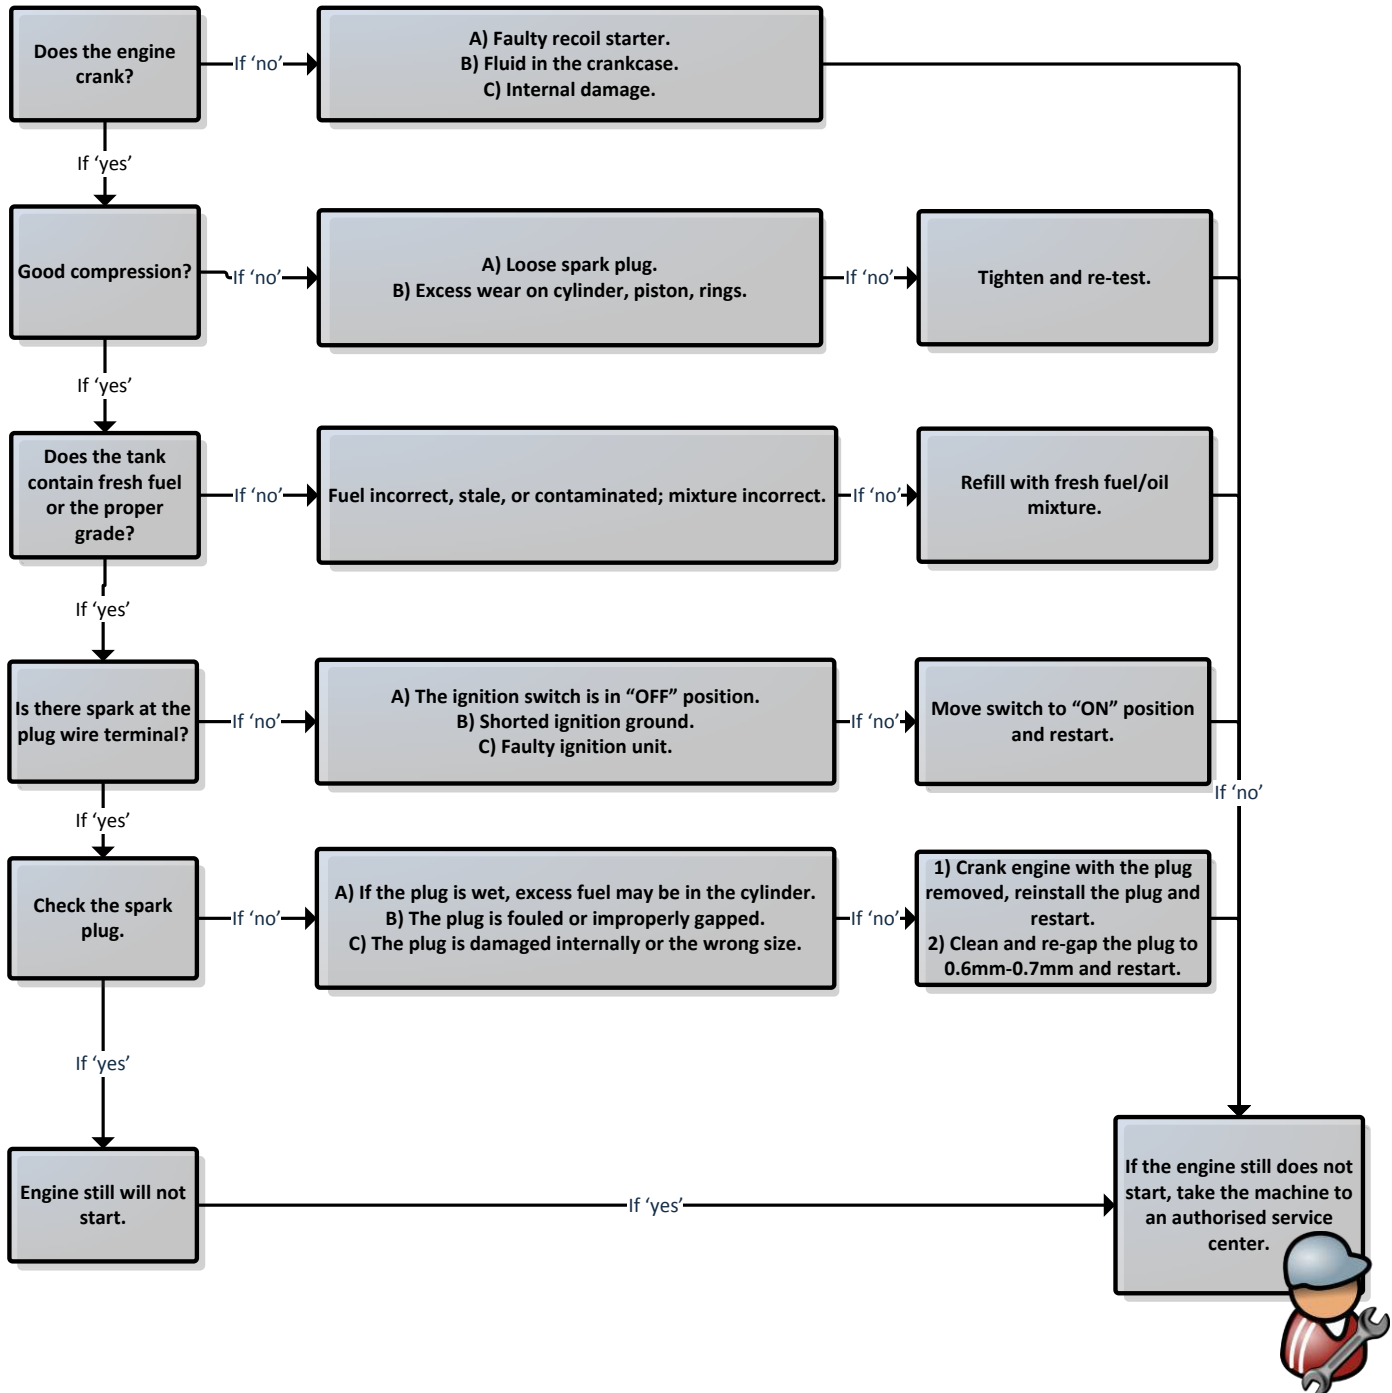 Does the engine
crank?
If ‘no’
A) Faulty recoil starter.
B) Fluid in the crankcase.
C) Internal damage.
If ‘yes’
Good compression?
If ‘no’
A) Loose spark plug.
B) Excess wear on cylinder, piston, rings.
If ‘no’
Tighten and re-test.
If ‘yes’
Does the tank
contain fresh fuel
or the proper
grade?
If ‘no’
Fuel incorrect, stale, or contaminated; mixture incorrect.
If ‘no’
Refill with fresh fuel/oil
mixture.
If ‘yes’
Is there spark at the
plug wire terminal?
If ‘no’
A) The ignition switch is in “OFF” position.
B) Shorted ignition ground.
C) Faulty ignition unit.
If ‘no’
Move switch to “ON” position
and restart.
If ‘no’
If ‘yes’
Check the spark
plug.
If ‘no’
A) If the plug is wet, excess fuel may be in the cylinder.
B) The plug is fouled or improperly gapped.
C) The plug is damaged internally or the wrong size.
If ‘no’
1) Crank engine with the plug
removed, reinstall the plug and
restart.
2) Clean and re-gap the plug to
0.6mm-0.7mm and restart.
If ‘yes’
Engine still will not
start.
If ‘yes’
If the engine still does not
start, take the machine to
an authorised service
center.